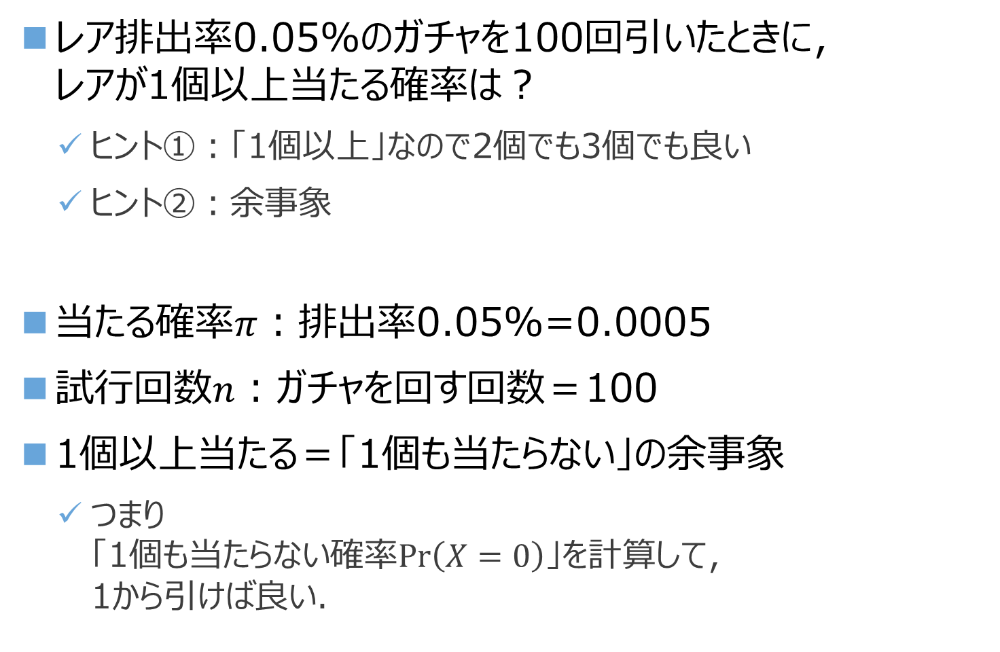 ■レア排出率0.05%のガチャを100回引いたときに,
レアが1個以上当たる確率は？
✓ヒント①：「1個以上」なので2個でも3個でも良い
✓ヒント②：余事象
■当たる確率π：排出率0.05%=0.0005
■試行回数n：ガチャを回す回数＝100
■1個以上当たる＝「1個も当たらない」の余事象
✓つまり
「1個も当たらない確率Pr(X = 0)」を計算して,
1から引けば良い.